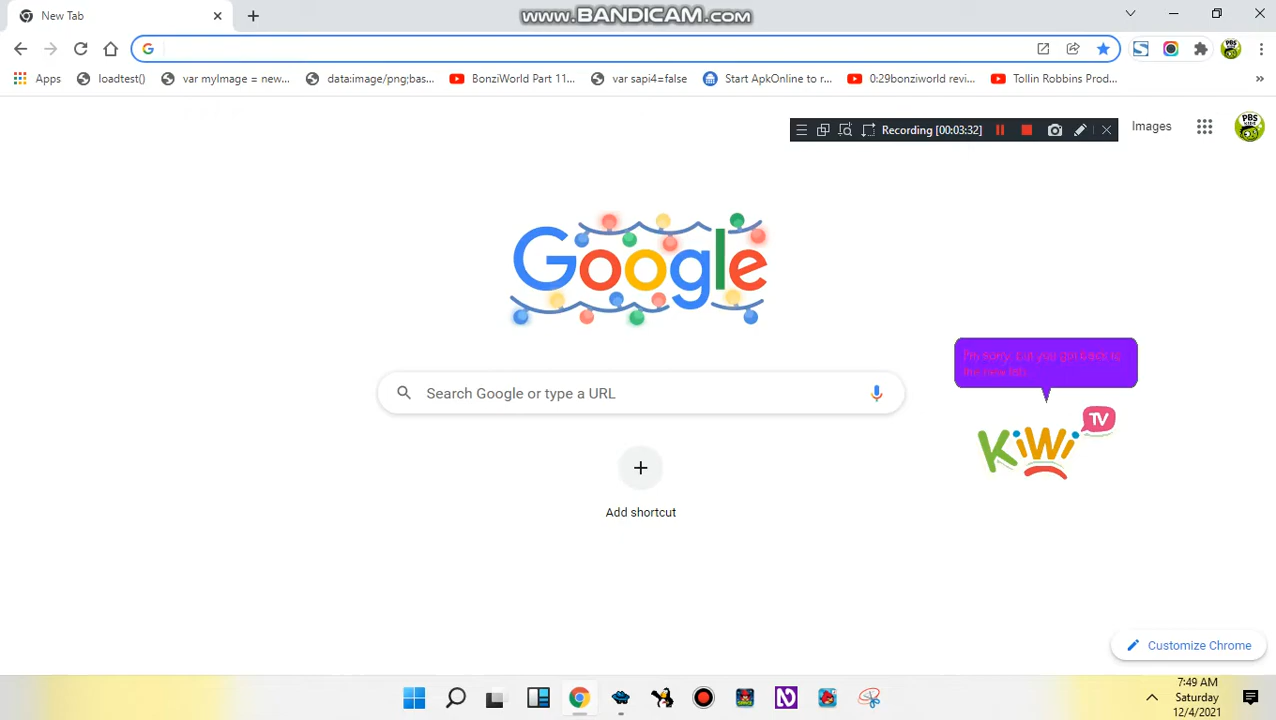 www.BANDICAM.com
New Tab
Apps
loadtest()
var myImage = new...
data:image/png;bas...
BonziWorld Part 11...
var sapi4=false
Start ApkOnline to r...
0:29bonziworld revi...
Tollin Robbins Prod...
»
Recording [00:03:32]
Images
PBS KIDS
Google
I'm sorry, but you got back to
the new tab.
Search Google or type a URL
KiWi TV
Add shortcut
Customize Chrome
7:49 AM
Saturday
12/4/2021